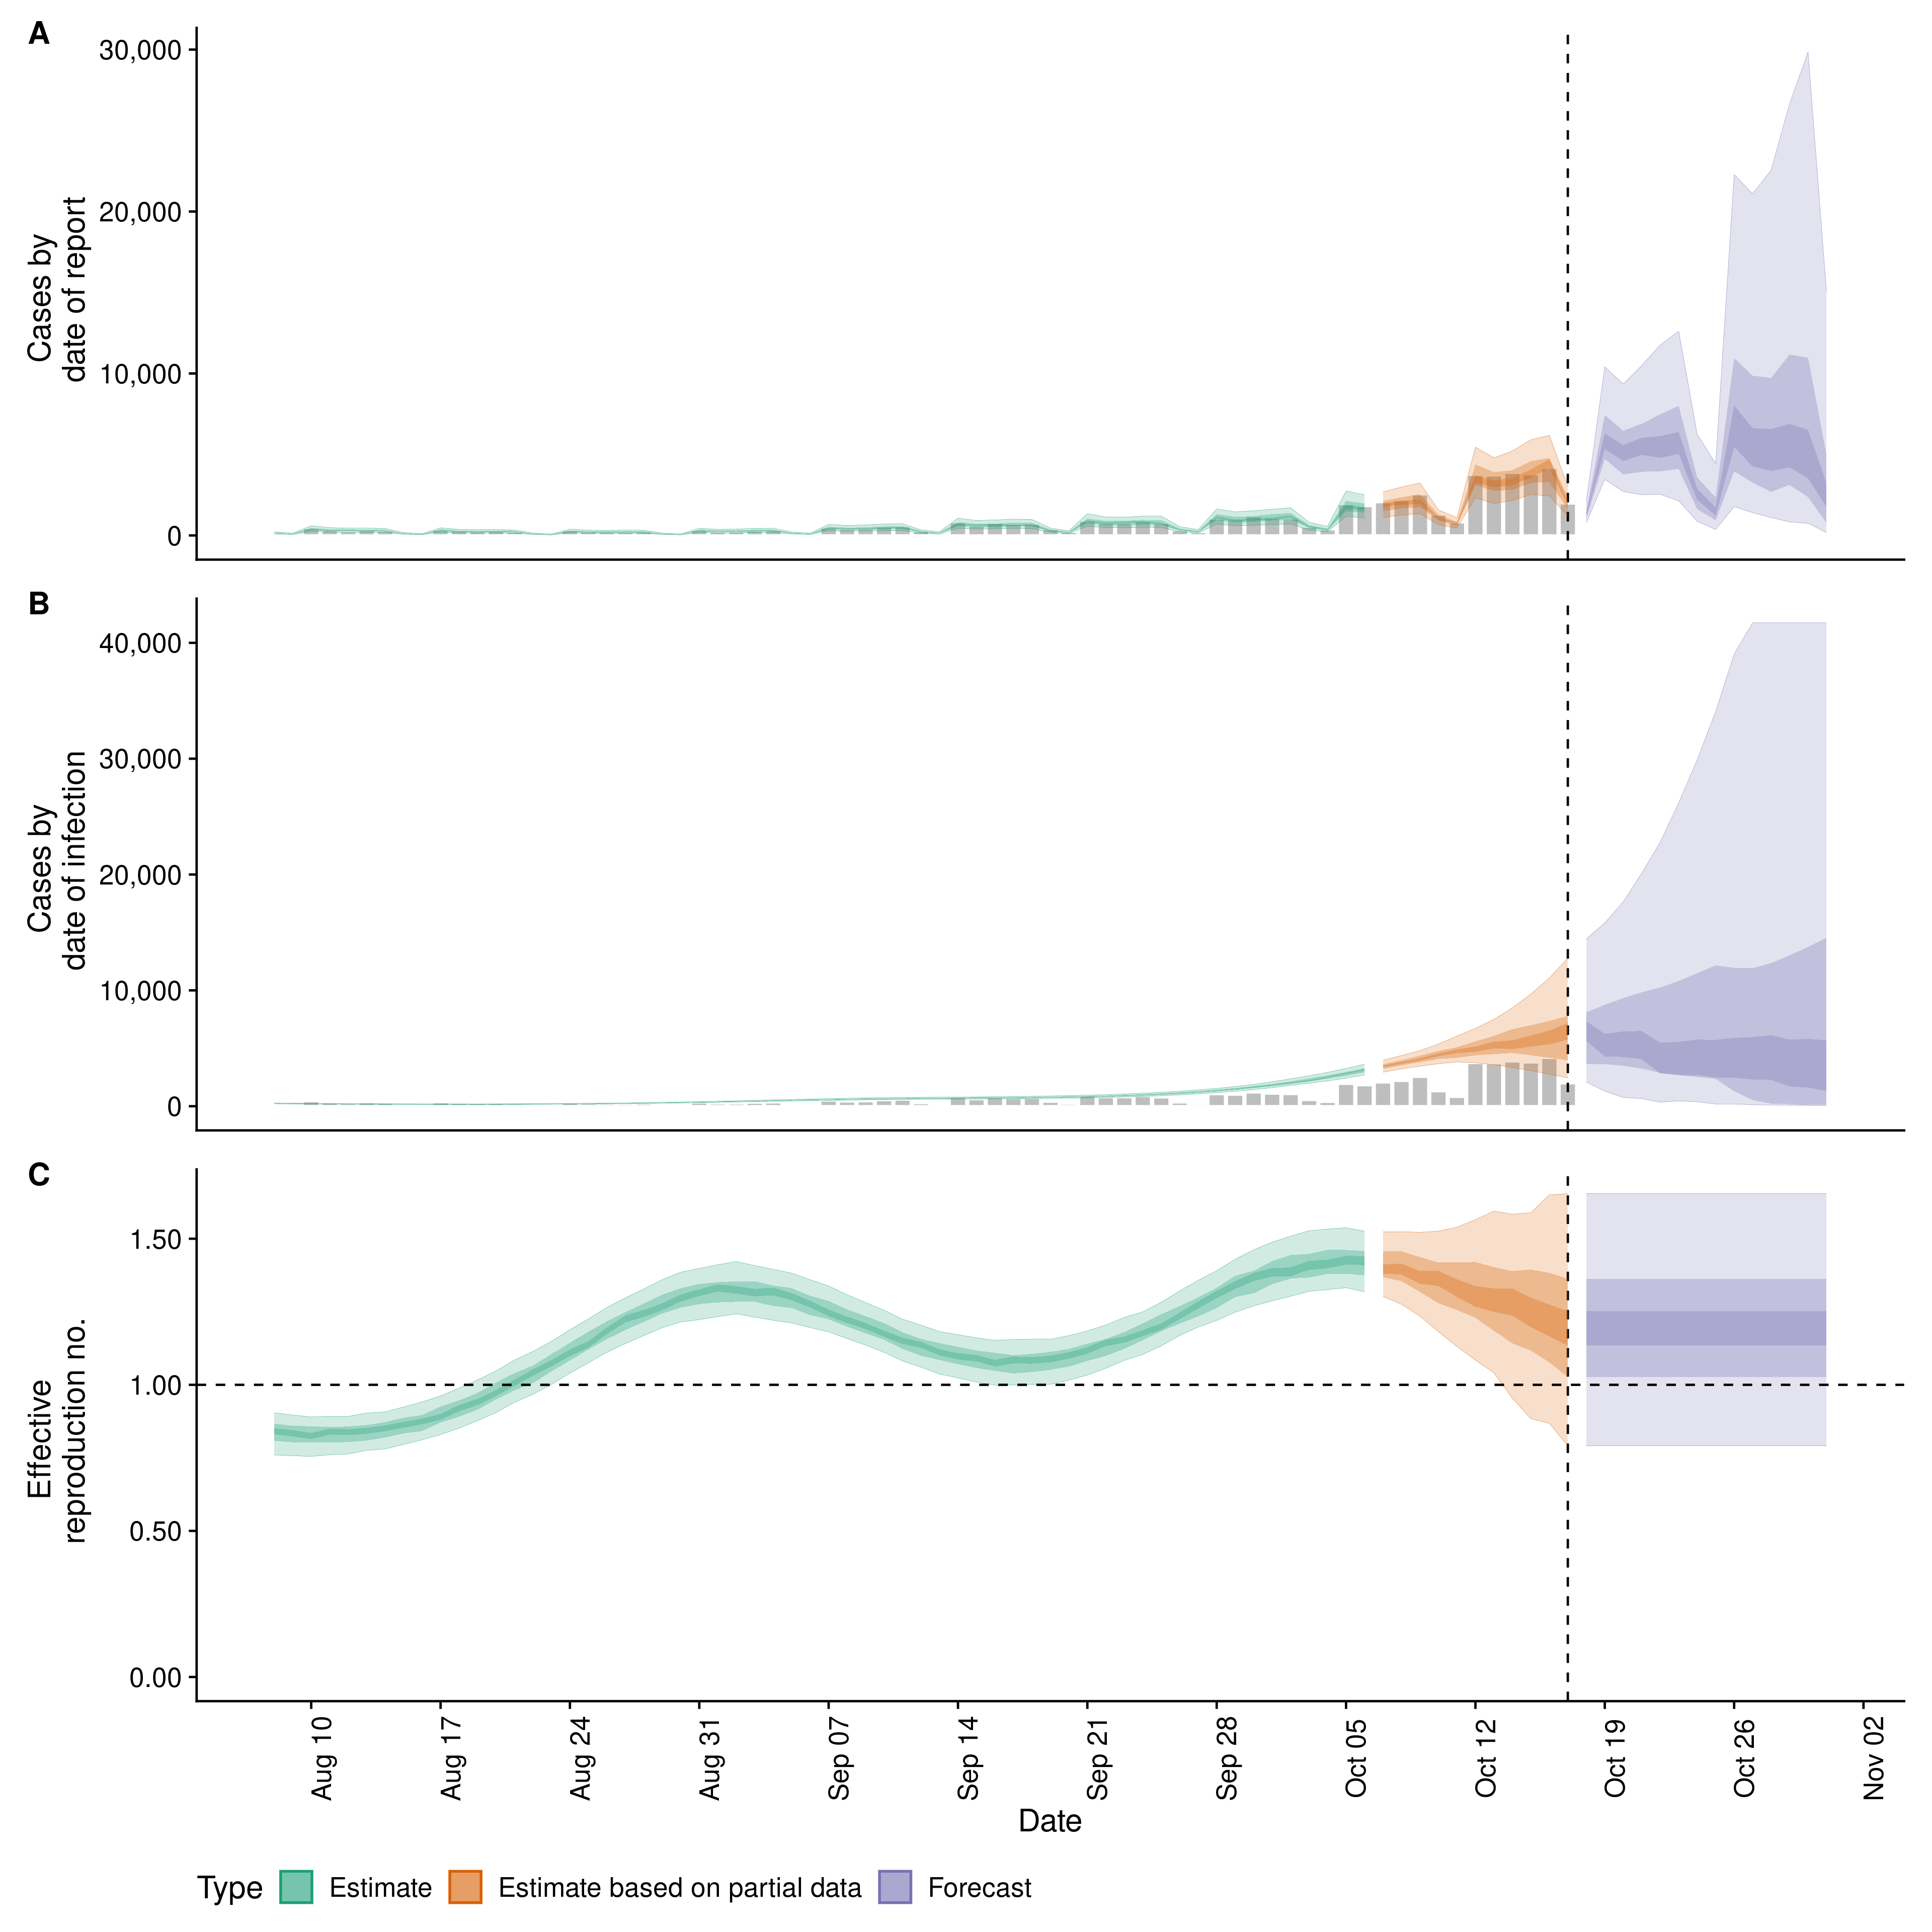 A
Cases by
date of report
30,000
20,000
10,000
0
B
Cases by
date of infection
40,000
30,000
20,000
10,000
0
C
Effective
reproduction no.
1.50
1.00
0.50
0.00
Aug 10
Aug 17
Aug 24
Aug 31
Sep 07
Sep 14
Sep 21
Sep 28
Oct 05
Oct 12
Oct 19
Oct 26
Nov 02
Date
Type Estimate Estimate based on partial data Forecast